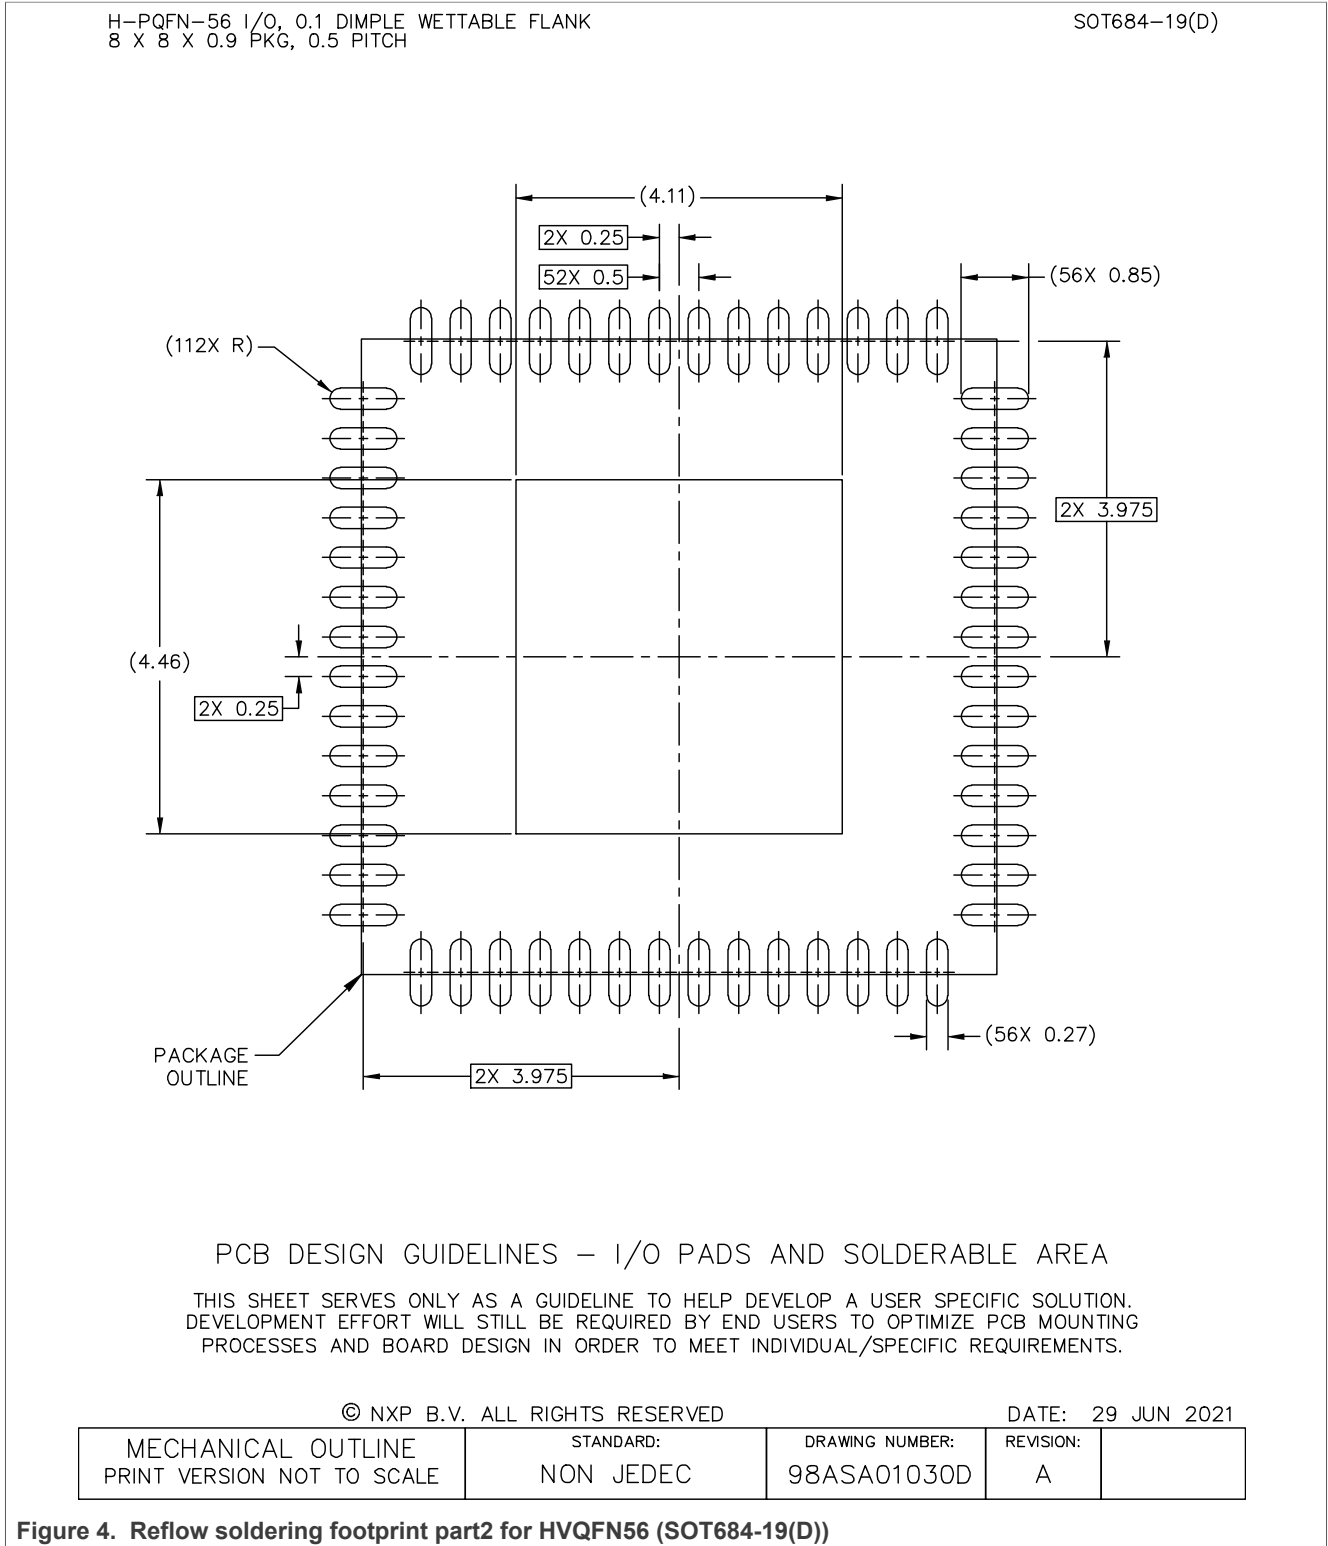 H-PQFN-56 I/O, 0.1 DIMPLE WETTABLE FLANK
8 X 8 X 0.9 PKG, 0.5 PITCH
SOT684-19(D)
(4.11)
2X 0.25
52X 0.5
(56X 0.85)
(112X R)
2X 3.975
(4.46)
2X 0.25
(56X 0.27)
PACKAGE
OUTLINE
2X 3.975
PCB DESIGN GUIDELINES - I/O PADS AND SOLDERABLE AREA
THIS SHEET SERVES ONLY AS A GUIDELINE TO HELP DEVELOP A USER SPECIFIC SOLUTION.
DEVELOPMENT EFFORT WILL STILL BE REQUIRED BY END USERS TO OPTIMIZE PCB MOUNTING
PROCESSES AND BOARD DESIGN IN ORDER TO MEET INDIVIDUAL/SPECIFIC REQUIREMENTS.
© NXP B.V. ALL RIGHTS RESERVED
DATE: 29 JUN 2021
MECHANICAL OUTLINE
PRINT VERSION NOT TO SCALE
STANDARD:
NON JEDEC
DRAWING NUMBER:
98ASA01030D
REVISION:
A
Figure 4. Reflow soldering footprint part2 for HVQFN56 (SOT684-19(D))